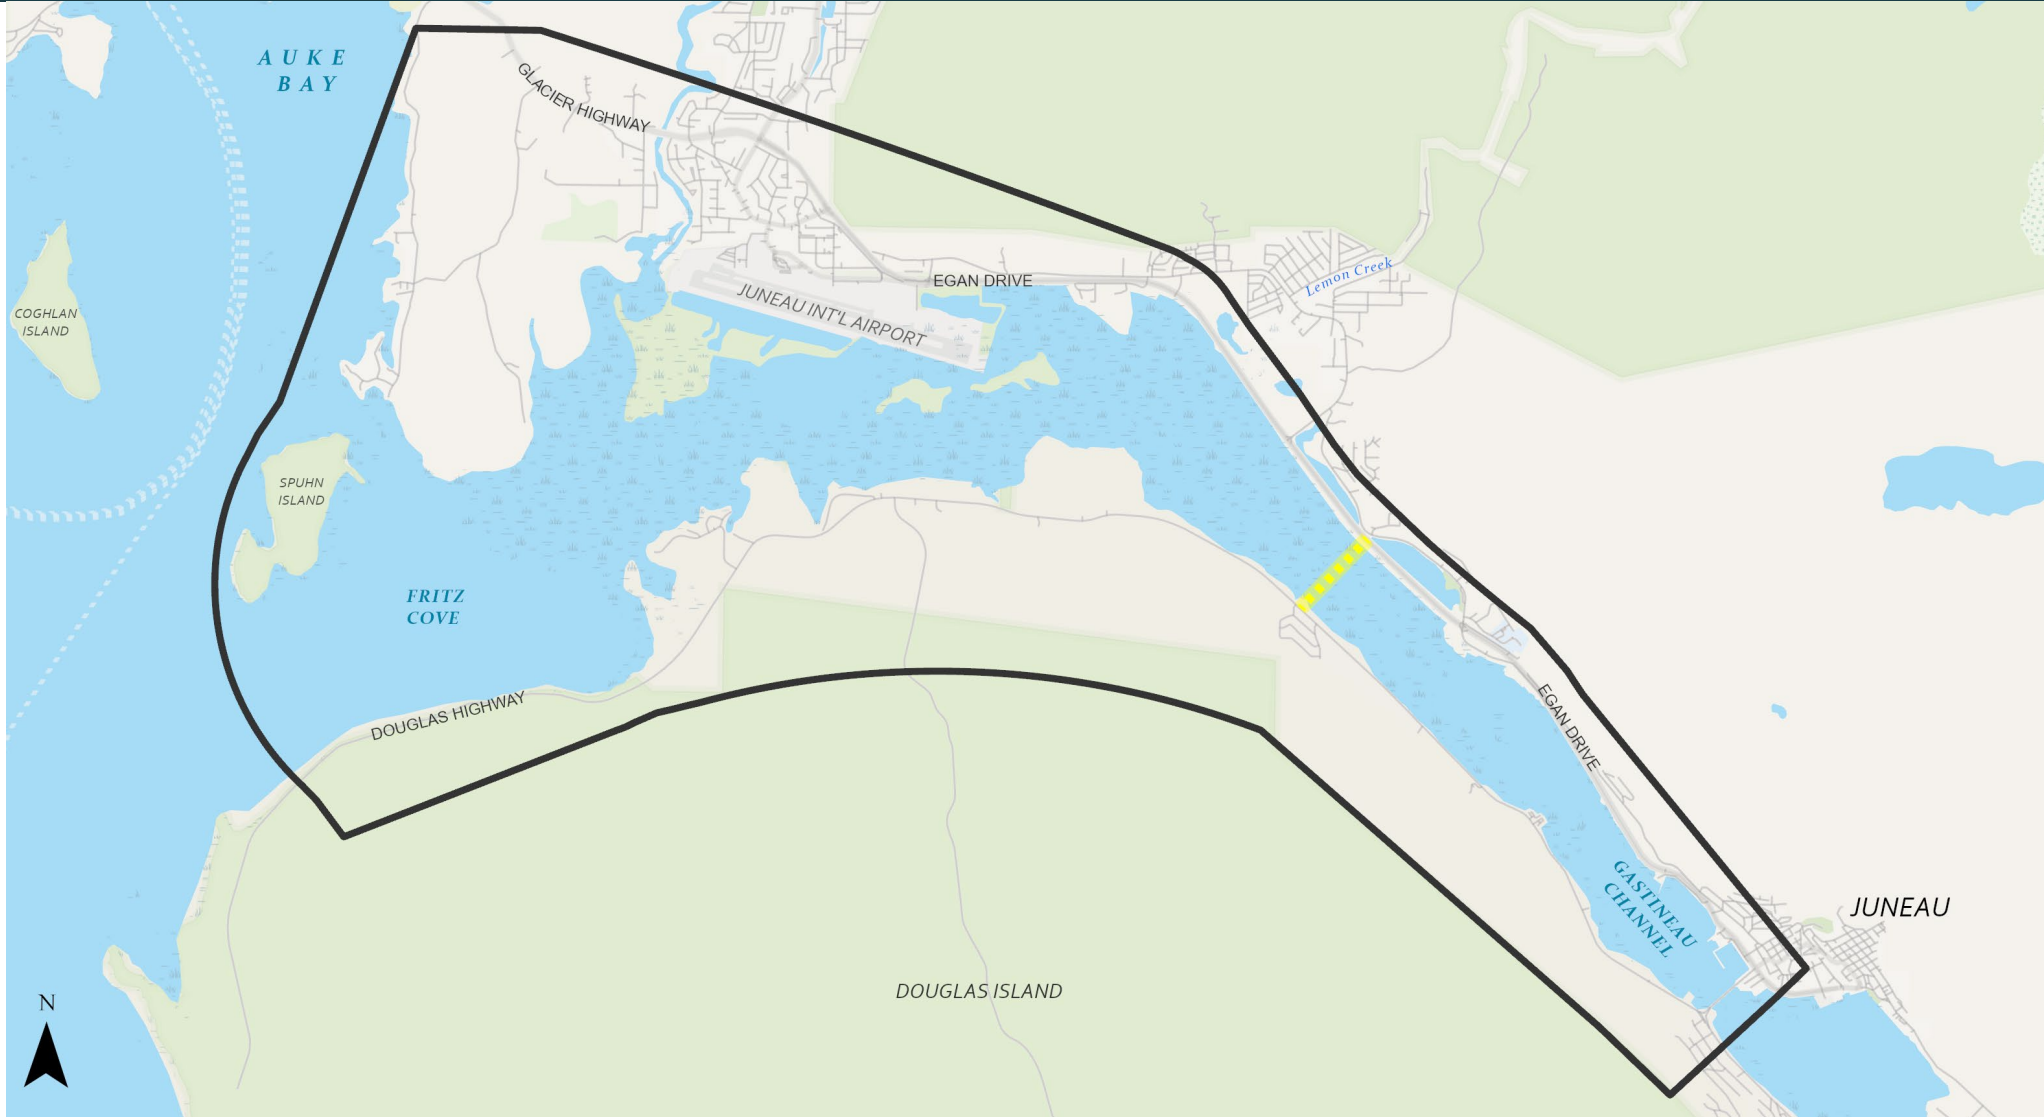 AUKE
BAY
GLACIER HIGHWAY
EGAN DRIVE
Lemon Creek
JUNEAU INT'L AIRPORT
COGHLAN
ISLAND
SPUHN
ISLAND
FRITZ
COVE
DOUGLAS HIGHWAY
EGAN DRIVE
GASTINEAU
CHANNEL
JUNEAU
DOUGLAS ISLAND
N